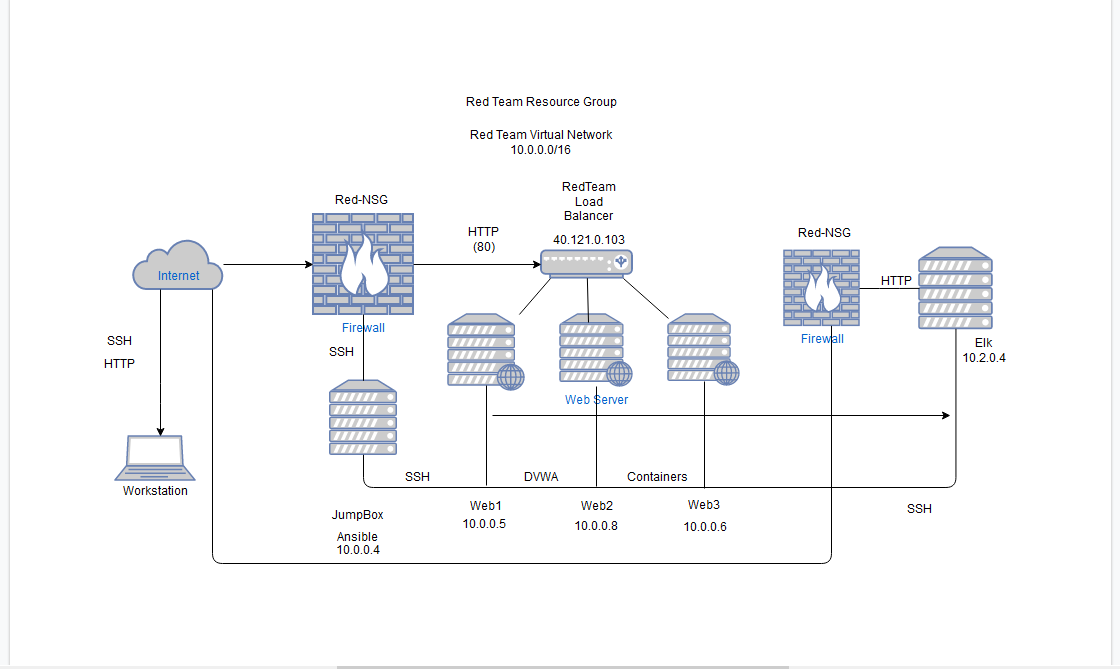 Red Team Resource Group
Red Team Virtual Network
10.0.0.0/16
RedTeam
Load
Balancer
40.121.0.103
Red-NSG
HTTP
(80)
Red-NSG
Internet
HTTP
Firewall
Firewall
SSH
HTTP
SSH
Elk
10.2.0.4
Web Server
Workstation
SSH
DVWA
Containers
JumpBox
Ansible
10.0.0.4
Web1
10.0.0.5
Web2
10.0.0.8
Web3
10.0.0.6
SSH